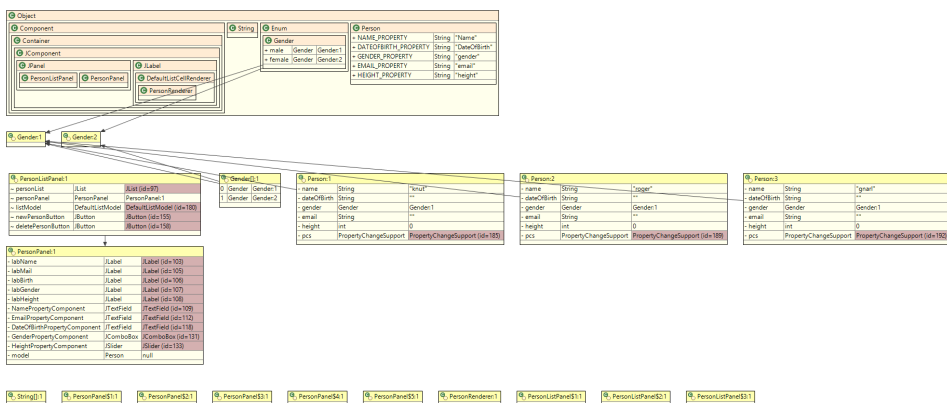 Object
Component
Container
JComponent
JPanel
PersonListPanel PersonPanel
JLabel
DefaultListCellRenderer
PersonRenderer
String
Enum
Gender
+ male Gender Gender:1
+ female Gender Gender:2
Person
+ NAME_PROPERTY String "Name"
+ DATEOFBIRTH_PROPERTY String "DateOfBirth"
+ GENDER_PROPERTY String "gender"
+ EMAIL_PROPERTY String "email"
+ HEIGHT_PROPERTY String "height"
Gender:1
Gender:2
PersonListPanel:1
~ personList JList JList (id=97)
~ personPanel PersonPanel PersonPanel:1
~ listModel DefaultListModel DefaultListModel (id=180)
~ newPersonButton JButton JButton (id=155)
~ deletePersonButton JButton JButton (id=158)
Gender[]:1
0 Gender Gender:1
1 Gender Gender:2
Person:1
- name String "knut"
- dateOfBirth String ""
- gender Gender Gender:1
- email String ""
- height int 0
- pcs PropertyChangeSupport PropertyChangeSupport (id=185)
Person:2
- name String "roger"
- dateOfBirth String ""
- gender Gender Gender:1
- email String ""
- height int 0
- pcs PropertyChangeSupport PropertyChangeSupport (id=189)
Person:3
- name String "gnarl"
- dateOfBirth String ""
- gender Gender Gender:1
- email String ""
- height int 0
- pcs PropertyChangeSupport PropertyChangeSupport (id=192)
PersonPanel:1
- labName JLabel JLabel (id=103)
- labMail JLabel JLabel (id=105)
- labBirth JLabel JLabel (id=106)
- labGender JLabel JLabel (id=107)
- labHeight JLabel JLabel (id=108)
- NamePropertyComponent JTextField JTextField (id=109)
- EmailPropertyComponent JTextField JTextField (id=112)
- DateOfBirthPropertyComponent JTextField JTextField (id=118)
- GenderPropertyComponent JComboBox JComboBox (id=131)
- HeightPropertyComponent JSlider JSlider (id=133)
- model Person null
String[]:1
PersonPanel$1:1
PersonPanel$2:1
PersonPanel$3:1
PersonPanel$4:1
PersonPanel$5:1
PersonRenderer:1
PersonListPanel$1:1
PersonListPanel$2:1
PersonListPanel$3:1